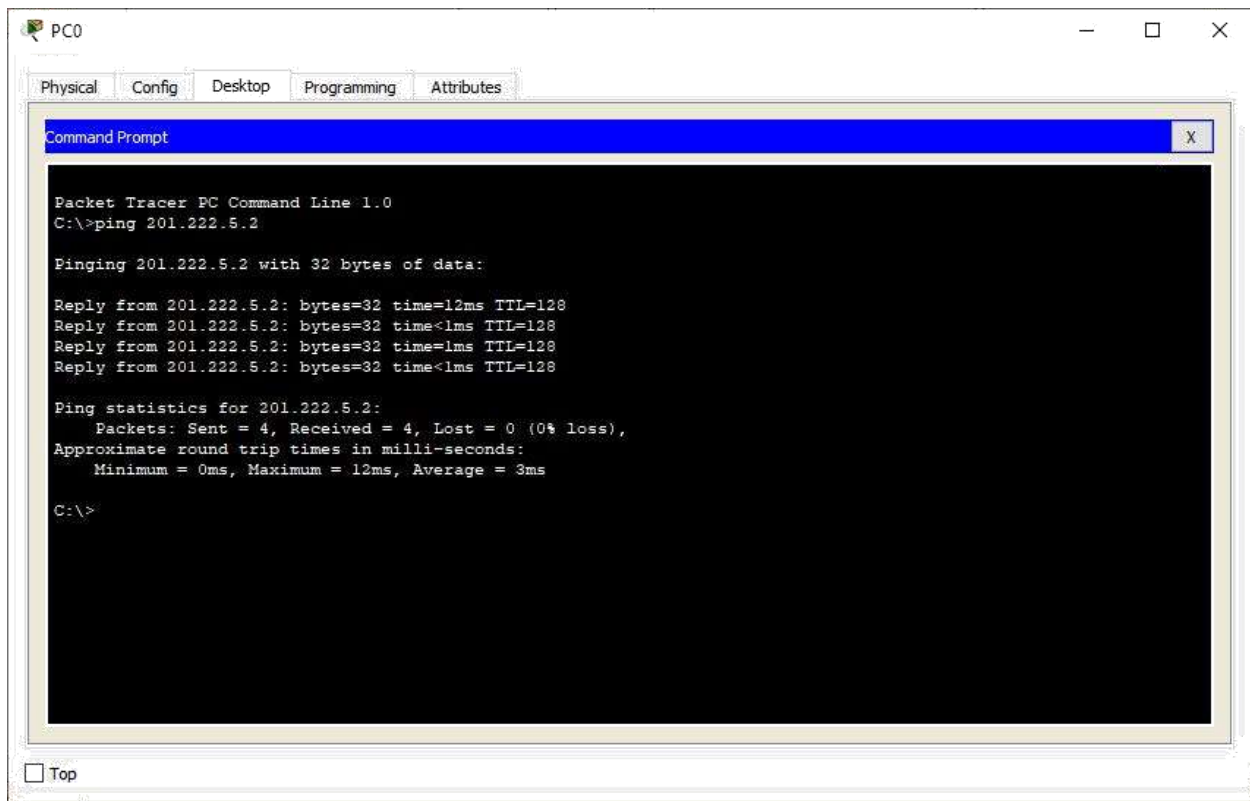 PC0
Physical Config Desktop Programming Attributes
Command Prompt X
Packet Tracer PC Command Line 1.0
C:\>ping 201.222.5.2
Pinging 201.222.5.2 with 32 bytes of data:
Reply from 201.222.5.2: bytes=32 time=12ms TTL=128
Reply from 201.222.5.2: bytes=32 time<1ms TTL=128
Reply from 201.222.5.2: bytes=32 time=1ms TTL=128
Reply from 201.222.5.2: bytes=32 time<1ms TTL=128
Ping statistics for 201.222.5.2:
Packets: Sent = 4, Received = 4, Lost = 0 (0% loss),
Approximate round trip times in milli-seconds:
Minimum = 0ms, Maximum = 12ms, Average = 3ms
C:\>
Top